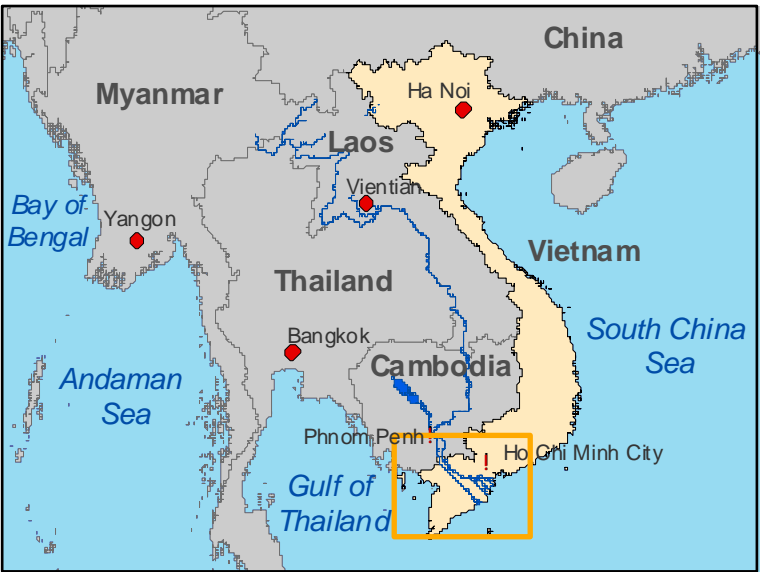 China
Myanmar
Ha Noi
Laos
Vientian
Bay of
Bengal
Yangon
Vietnam
Thailand
South China
Sea
Bangkok
Cambodia
Andaman
Sea
Phnom Penh !
! Ho Chi Minh City
Gulf of
Thailand